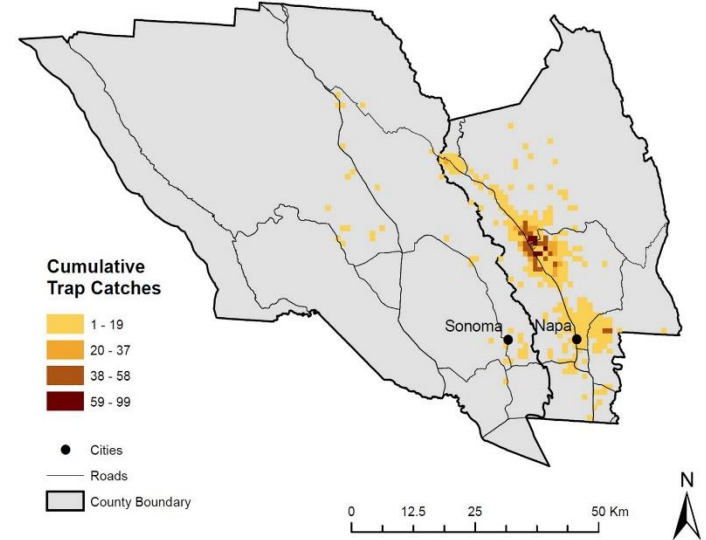 Sonoma
Napa
Cumulative
Trap Catches
1 - 19
20 - 37
38 - 58
59 - 99
Cities
Roads
County Boundary
N
0 12.5 25 50 Km